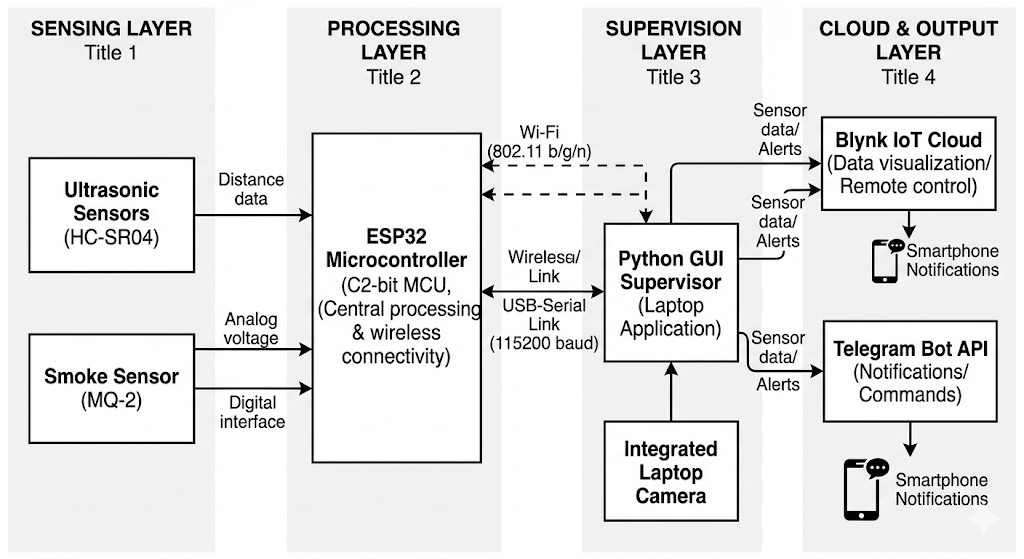 SENSING LAYER
Title 1
Ultrasonic
Sensors
(HC-SR04)
Smoke Sensor
(MQ-2)
Distance
data
Analog
voltage
Digital
interface
PROCESSING
LAYER
Title 2
ESP32
Microcontroller
(C2-bit MCU,
(Central processing
& wireless
connectivity)
Wi-Fi
(802.11 b/g/n)
Wireless/
Link
USB-Serial
Link
(115200 baud)
SUPERVISION
LAYER
Title 3
Python GUI
Supervisor
(Laptop
Application)
Integrated
Laptop
Camera
Sensor
data/
Alerts
Sensor
data/
Alerts
Sensor
data/
Alerts
CLOUD & OUTPUT
LAYER
Title 4
Blynk IoT Cloud
(Data visualization/
Remote control)
Smartphone
Notifications
Telegram Bot API
(Notifications/
Commands)
Smartphone
Notifications